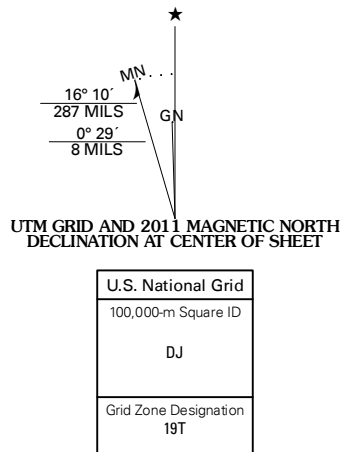 ★
MN
GN
16° 10´
287 MILS
0° 29´
8 MILS
UTM GRID AND 2011 MAGNETIC NORTH
DECLINATION AT CENTER OF SHEET
U.S. National Grid
100,000-m Square ID
DJ
Grid Zone Designation
19T